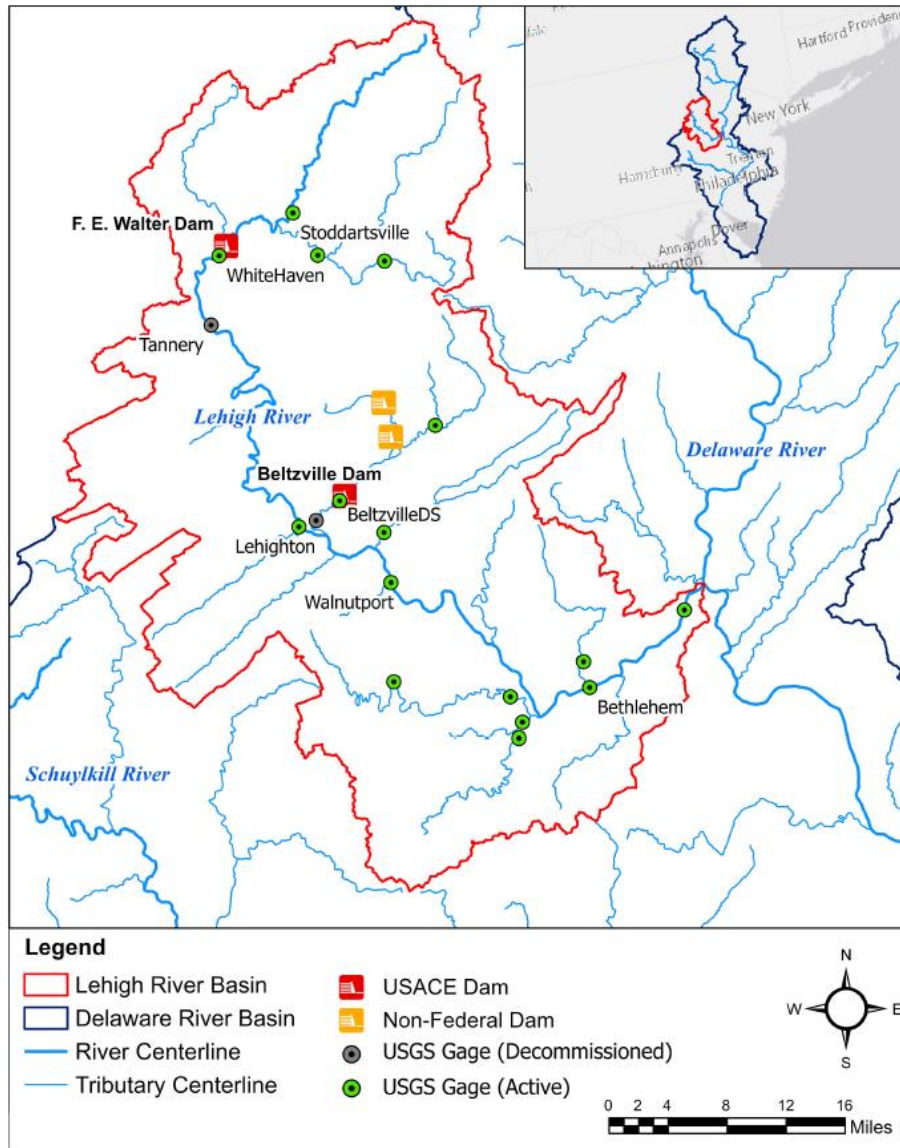 Hartford
Providence
New York
Trenton
Harrisburg
Philadelphia
Dover
Annapolis
F. E. Walter Dam
Stoddartsville
WhiteHaven
Tannery
Lehigh River
Delaware River
Beltzville Dam
BeltzvilleDS
Lehighton
Walnutport
Bethlehem
Schuylkill River
Legend
Lehigh River Basin
Delaware River Basin
River Centerline
Tributary Centerline
USACE Dam
Non-Federal Dam
USGS Gage (Decommissioned)
USGS Gage (Active)
N
W E
S
0 2 4 8 12 16
Miles